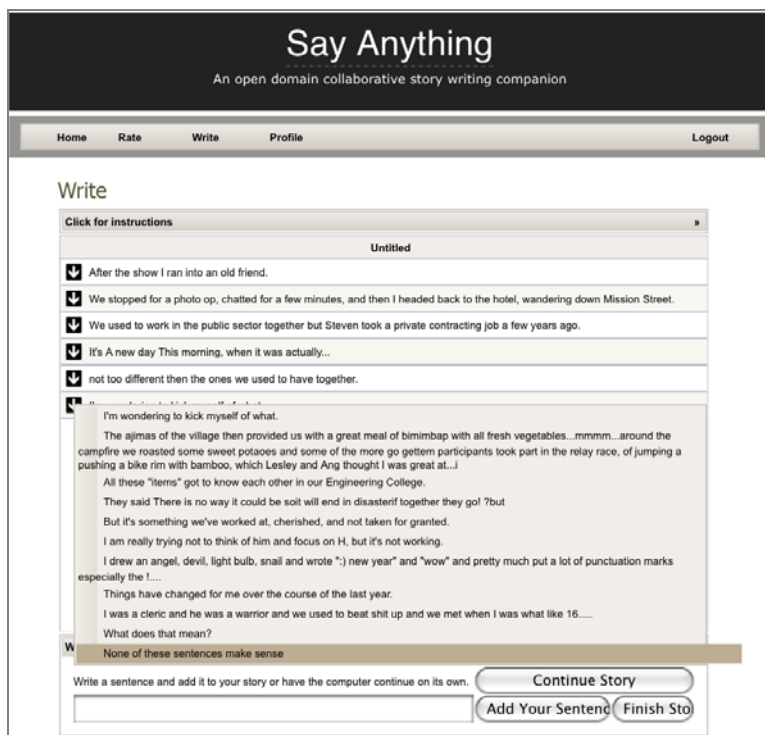 Say Anything
An open domain collaborative story writing companion
Home Rate Write Profile Logout
Write
Click for instructions »
Untitled
After the show I ran into an old friend.
We stopped for a photo op, chatted for a few minutes, and then I headed back to the hotel, wandering down Mission Street.
We used to work in the public sector together but Steven took a private contracting job a few years ago.
It's A new day This morning, when it was actually...
not too different then the ones we used to have together.
I'm wondering to kick myself of what.
The ajimas of the village then provided us with a great meal of bimimbap with all fresh vegetables...mmmm...around the
campfire we roasted some sweet potaoes and some of the more go gettem participants took part in the relay race, of jumping a
pushing a bike rim with bamboo, which Lesley and Ang thought I was great at...i
All these "items" got to know each other in our Engineering College.
They said There is no way it could be soit will end in disasterif together they go! ?but
But it's something we've worked at, cherished, and not taken for granted.
I am really trying not to think of him and focus on H, but it's not working.
I drew an angel, devil, light bulb, snail and wrote ":) new year" and "wow" and pretty much put a lot of punctuation marks
especially the !....
Things have changed for me over the course of the last year.
I was a cleric and he was a warrior and we used to beat shit up and we met when I was what like 16.....
What does that mean?
W
None of these sentences make sense
Write a sentence and add it to your story or have the computer continue on its own. Continue Story
Add Your Sentenc Finish Sto